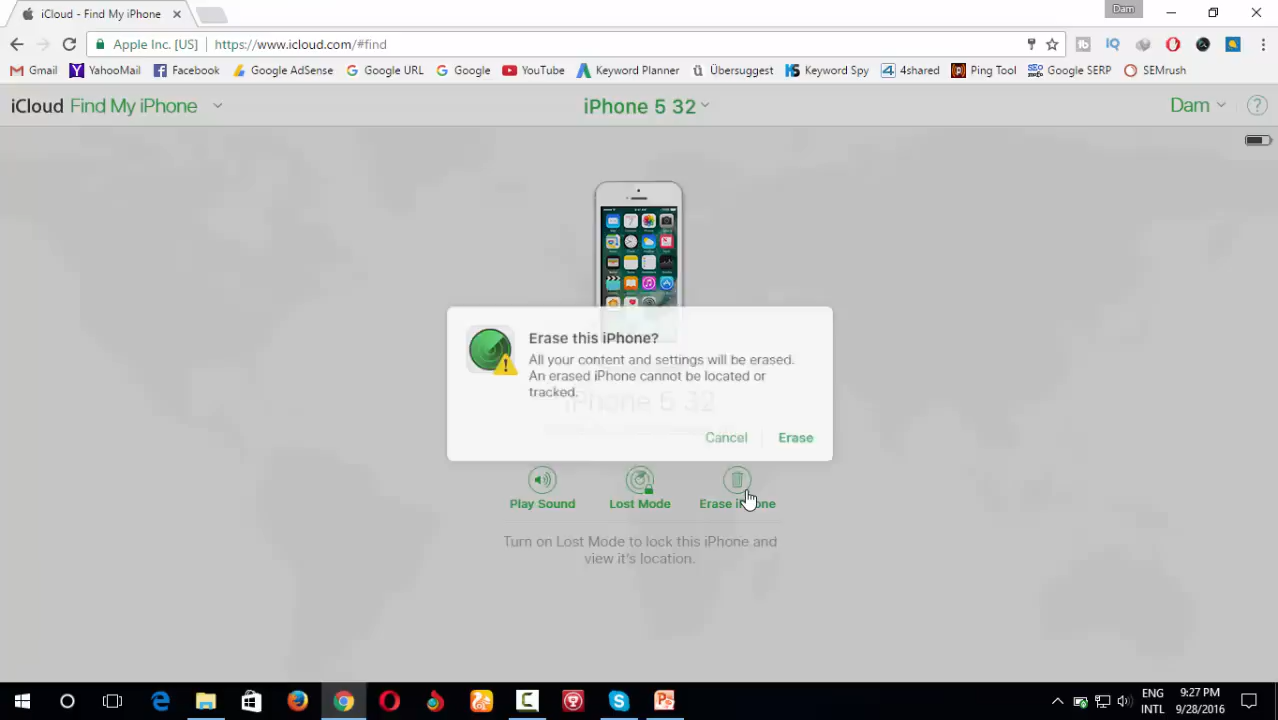 iCloud - Find My iPhone
Dam
Apple Inc. [US] https://www.icloud.com/#find
Gmail YahooMail Facebook Google AdSense Google URL Google YouTube Keyword Planner Übersuggest Keyword Spy 4shared Ping Tool Google SERP SEMrush
iCloud Find My iPhone iPhone 5 32 Dam ?
Erase this iPhone?
All your content and settings will be erased.
An erased iPhone cannot be located or
tracked.
iPhone 5 32
Cancel Erase
Play Sound Lost Mode Erase iPhone
Turn on Lost Mode to lock this iPhone and
view it's location.
ENG 9:27 PM
INTL 9/28/2016